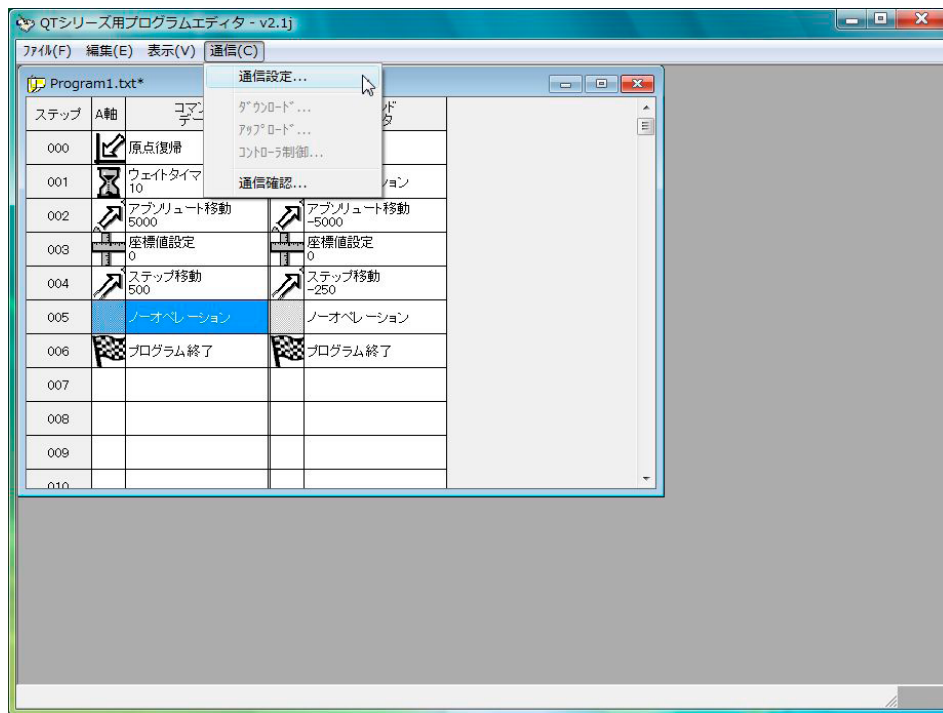 QTシリーズ用プログラムエディタ - v2.1j
ﾌｧｲﾙ(F) 編集(E) 表示(V) 通信(C)
Program1.txt*
通信設定...
ﾀﾞｳﾝﾛｰﾄﾞ...
ｱｯﾌﾟﾛｰﾄﾞ...
ｺﾝﾄﾛｰﾗ制御...
通信確認...
ステップ A軸
000 原点復帰
001 ウェイトタイマ
10
002 アブソリュート移動 アブソリュート移動
5000 -5000
003 座標値設定 座標値設定
0 0
004 ステップ移動 ステップ移動
500 -250
005 ノーオペレーション ノーオペレーション
006 プログラム終了 プログラム終了
007
008
009
010